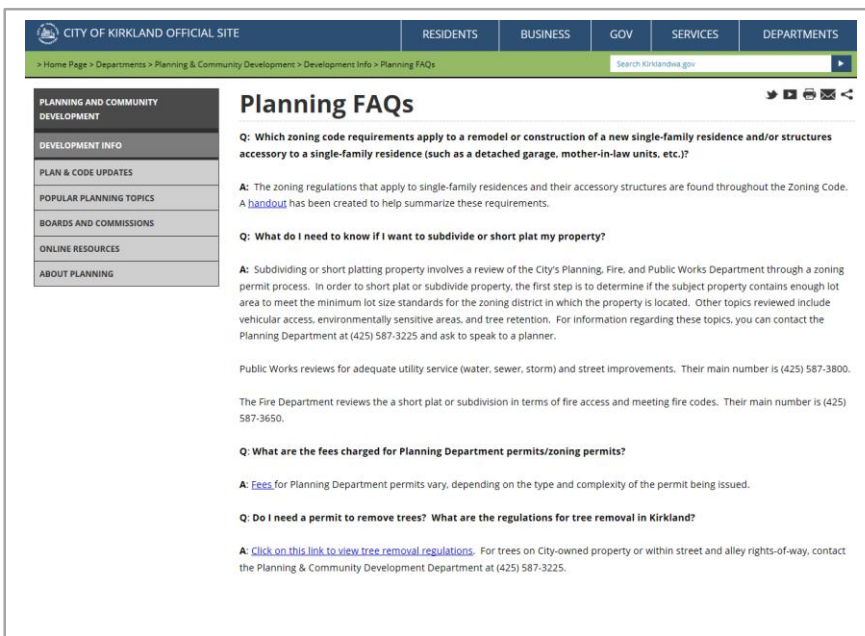 CITY OF KIRKLAND OFFICIAL SITE
RESIDENTS
BUSINESS
GOV
SERVICES
DEPARTMENTS
> Home Page > Departments > Planning & Community Development > Development Info > Planning FAQs
Search Kirklandwa.gov
PLANNING AND COMMUNITY
DEVELOPMENT
DEVELOPMENT INFO
PLAN & CODE UPDATES
POPULAR PLANNING TOPICS
BOARDS AND COMMISSIONS
ONLINE RESOURCES
ABOUT PLANNING
Planning FAQs
Q: Which zoning code requirements apply to a remodel or construction of a new single-family residence and/or structures
accessory to a single-family residence (such as a detached garage, mother-in-law units, etc.)?
A: The zoning regulations that apply to single-family residences and their accessory structures are found throughout the Zoning Code.
A handout has been created to help summarize these requirements.
Q: What do I need to know if I want to subdivide or short plat my property?
A: Subdividing or short platting property involves a review of the City's Planning, Fire, and Public Works Department through a zoning
permit process. In order to short plat or subdivide property, the first step is to determine if the subject property contains enough lot
area to meet the minimum lot size standards for the zoning district in which the property is located. Other topics reviewed include
vehicular access, environmentally sensitive areas, and tree retention. For information regarding these topics, you can contact the
Planning Department at (425) 587-3225 and ask to speak to a planner.
Public Works reviews for adequate utility service (water, sewer, storm) and street improvements. Their main number is (425) 587-3800.
The Fire Department reviews the a short plat or subdivision in terms of fire access and meeting fire codes. Their main number is (425)
587-3650.
Q: What are the fees charged for Planning Department permits/zoning permits?
A: Fees for Planning Department permits vary, depending on the type and complexity of the permit being issued.
Q: Do I need a permit to remove trees? What are the regulations for tree removal in Kirkland?
A: Click on this link to view tree removal regulations. For trees on City-owned property or within street and alley rights-of-way, contact
the Planning & Community Development Department at (425) 587-3225.